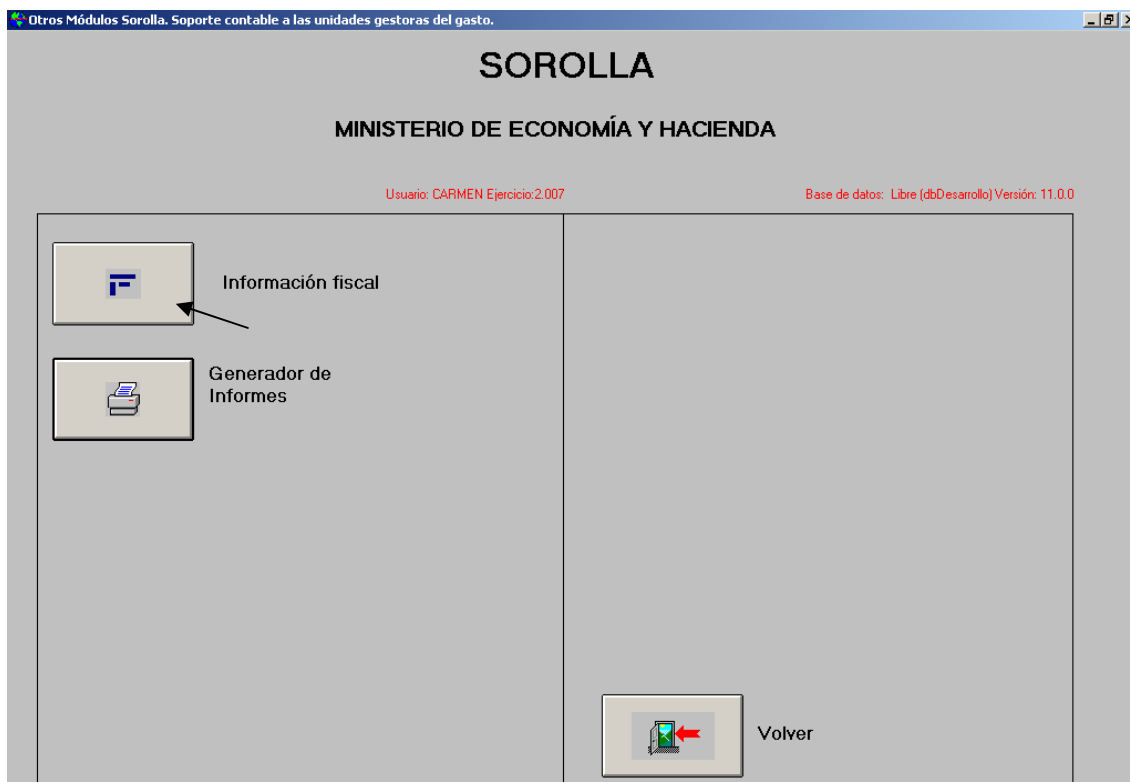 Otros Módulos Sorolla. Soporte contable a las unidades gestoras del gasto.
SOROLLA
MINISTERIO DE ECONOMÍA Y HACIENDA
Usuario: CARMEN Ejercicio:2.007
Base de datos: Libre (dbDesarrollo) Versión: 11.0.0
Información fiscal
Generador de
Informes
Volver